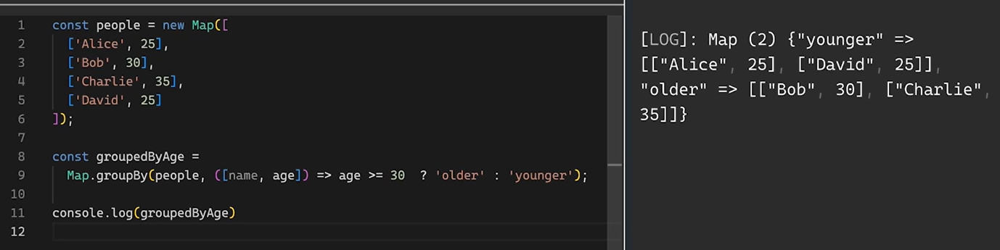 1 const people = new Map([
2 ['Alice', 25],
3 ['Bob', 30],
4 ['Charlie', 35],
5 ['David', 25]
6 ]);
7
8 const groupedByAge =
9 Map.groupBy(people, ([name, age]) => age >= 30  ? 'older' : 'younger');
10
11 console.log(groupedByAge)
12
[LOG]: Map (2) {"younger" =>
[["Alice", 25], ["David", 25]],
"older" => [["Bob", 30], ["Charlie",
35]]}